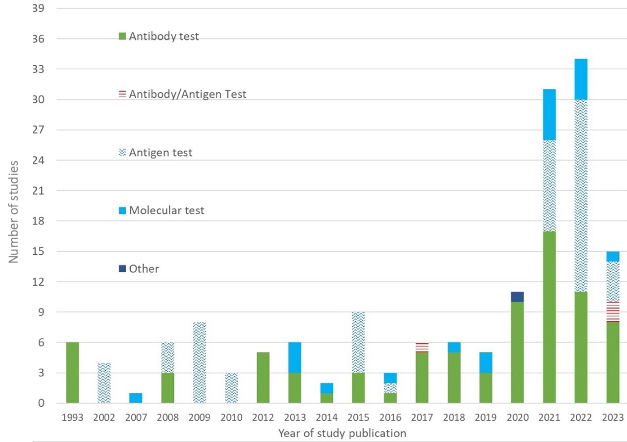 39
36
33
30
27
24
21
18
15
12
9
6
3
0
Number of studies
Antibody test
Antibody/Antigen Test
Antigen test
Molecular test
Other
1993 2002 2007 2008 2009 2010 2012 2013 2014 2015 2016 2017 2018 2019 2020 2021 2022 2023
Year of study publication